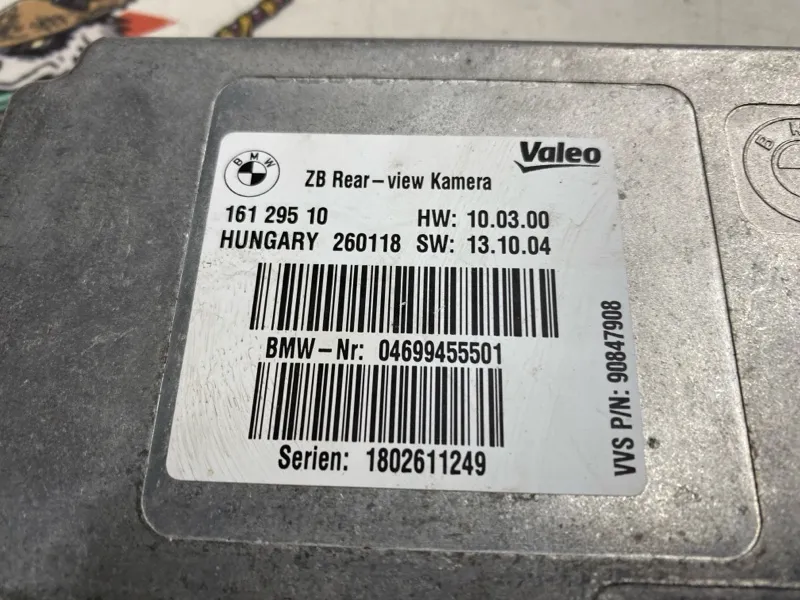 BMW
Valeo
ZB Rear-view Kamera
161 295 10 HW: 10.03.00
HUNGARY 260118 SW: 13.10.04
BMW-Nr: 04699455501
Serien: 1802611249
VVS P/N: 90847908